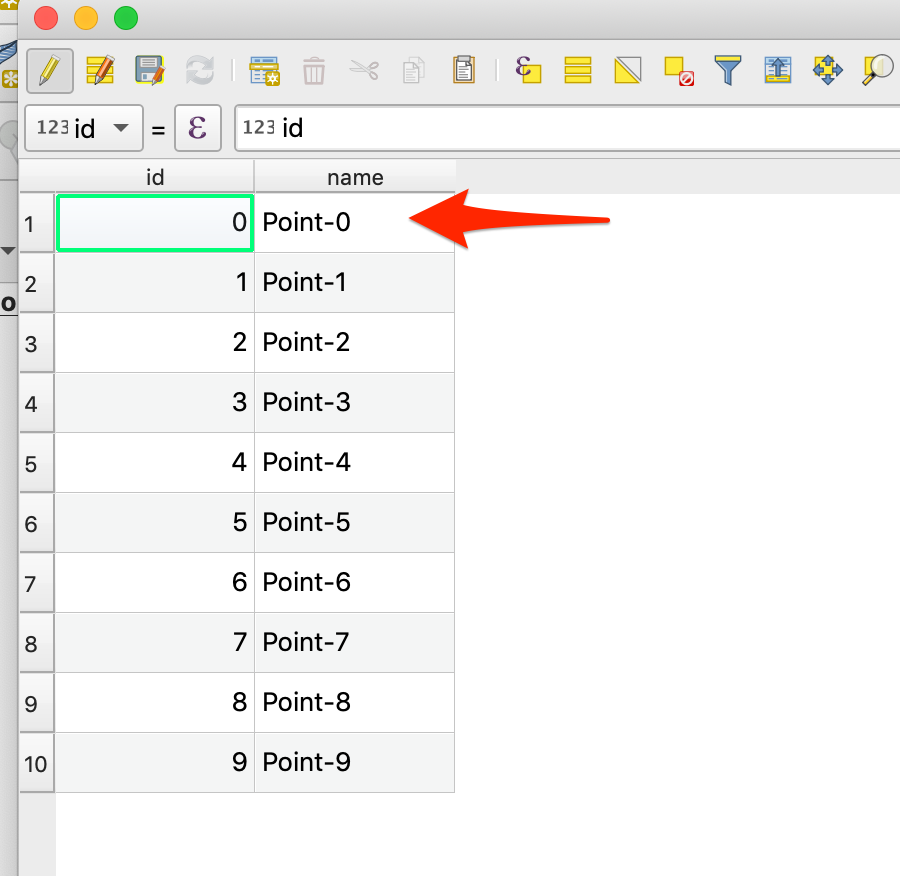 123 id = ε 123 id
id name
1 0 Point-0
2 1 Point-1
3 2 Point-2
4 3 Point-3
5 4 Point-4
6 5 Point-5
7 6 Point-6
8 7 Point-7
9 8 Point-8
10 9 Point-9